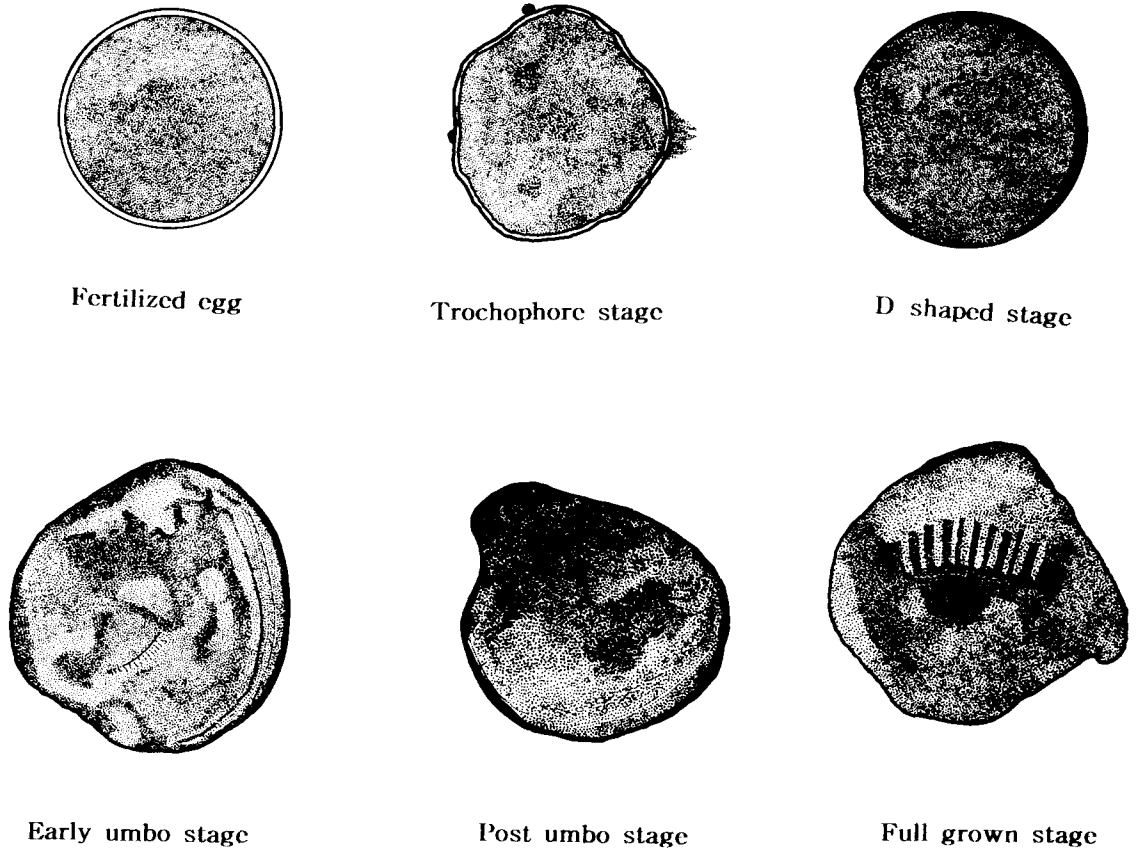 Fertilized egg
Trochophore stage
D shaped stage
Early umbo stage
Post umbo stage
Full grown stage